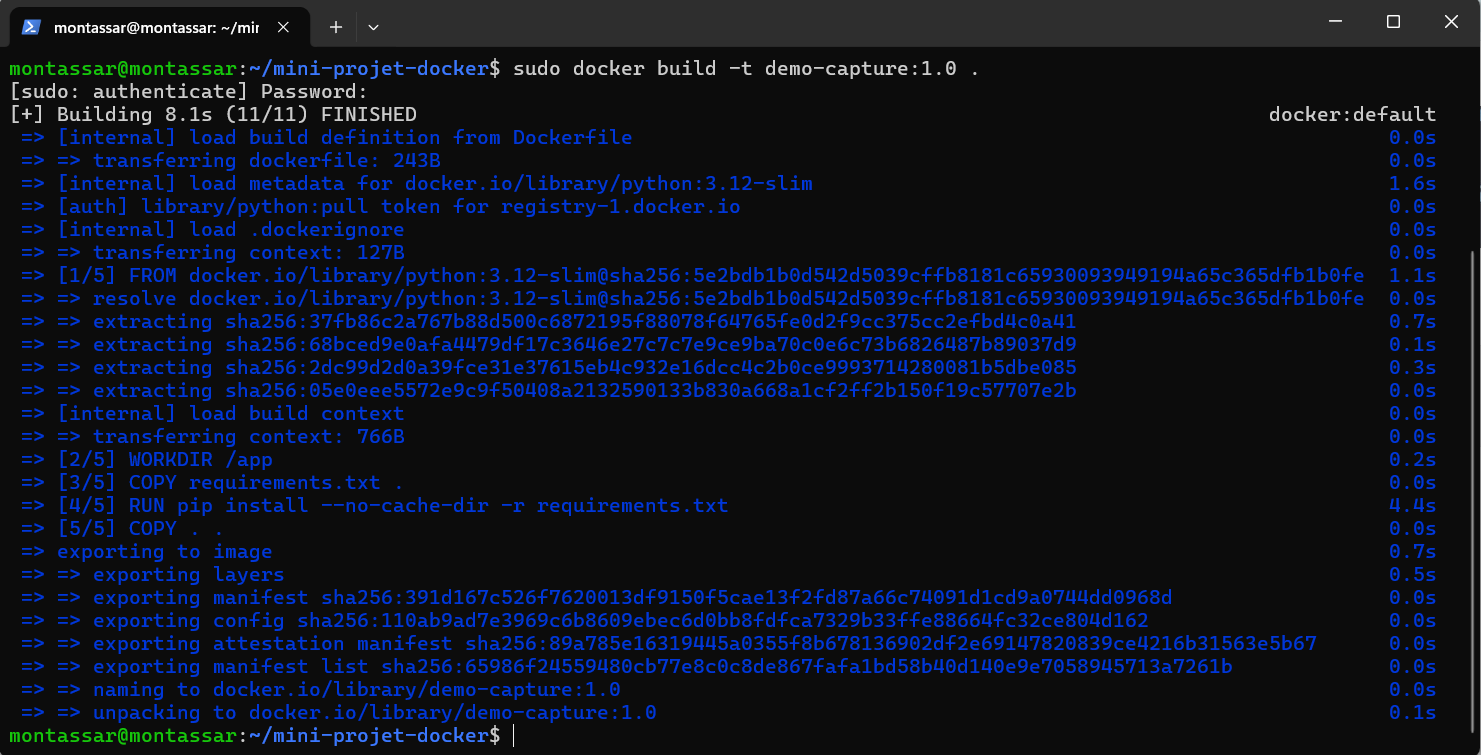 montassar@montassar: ~/mir
montassar@montassar:~/mini-projet-docker$ sudo docker build -t demo-capture:1.0 .
[sudo: authenticate] Password:
[+] Building 8.1s (11/11) FINISHED docker:default
=> [internal] load build definition from Dockerfile 0.0s
=> => transferring dockerfile: 243B 0.0s
=> [internal] load metadata for docker.io/library/python:3.12-slim 1.6s
=> [auth] library/python:pull token for registry-1.docker.io 0.0s
=> [internal] load .dockerignore 0.0s
=> => transferring context: 127B 0.0s
=> [1/5] FROM docker.io/library/python:3.12-slim@sha256:5e2bdb1b0d542d5039cffb8181c65930093949194a65c365dfb1b0fe 1.1s
=> => resolve docker.io/library/python:3.12-slim@sha256:5e2bdb1b0d542d5039cffb8181c65930093949194a65c365dfb1b0fe 0.0s
=> => extracting sha256:37fb86c2a767b88d500c6872195f88078f64765fe0d2f9cc375cc2efbd4c0a41 0.7s
=> => extracting sha256:68bced9e0afa4479df17c3646e27c7c7e9ce9ba70c0e6c73b6826487b89037d9 0.1s
=> => extracting sha256:2dc99d2d0a39fce31e37615eb4c932e16dcc4c2b0ce9993714280081b5dbe085 0.3s
=> => extracting sha256:05e0eee5572e9c9f50408a2132590133b830a668a1cf2ff2b150f19c57707e2b 0.0s
=> [internal] load build context 0.0s
=> => transferring context: 766B 0.0s
=> [2/5] WORKDIR /app 0.2s
=> [3/5] COPY requirements.txt . 0.0s
=> [4/5] RUN pip install --no-cache-dir -r requirements.txt 4.4s
=> [5/5] COPY . . 0.0s
=> exporting to image 0.7s
=> => exporting layers 0.5s
=> => exporting manifest sha256:391d167c526f7620013df9150f5cae13f2fd87a66c74091d1cd9a0744dd0968d 0.0s
=> => exporting config sha256:110ab9ad7e3969c6b8609ebec6d0bb8fdfca7329b33ffe88664fc32ce804d162 0.0s
=> => exporting attestation manifest sha256:89a785e16319445a0355f8b678136902df2e69147820839ce4216b31563e5b67 0.0s
=> => exporting manifest list sha256:65986f24559480cb77e8c0c8de867fafa1bd58b40d140e9e7058945713a7261b 0.0s
=> => naming to docker.io/library/demo-capture:1.0 0.0s
=> => unpacking to docker.io/library/demo-capture:1.0 0.1s
montassar@montassar:~/mini-projet-docker$